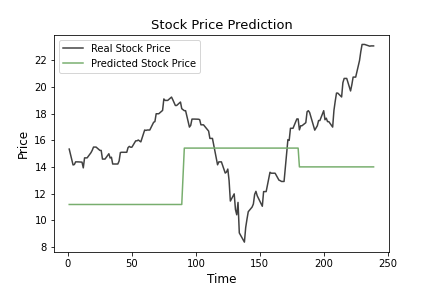 Stock Price Prediction
Real Stock Price
Predicted Stock Price
22
20
18
16
14
12
10
8
Price
0 50 100 150 200 250
Time